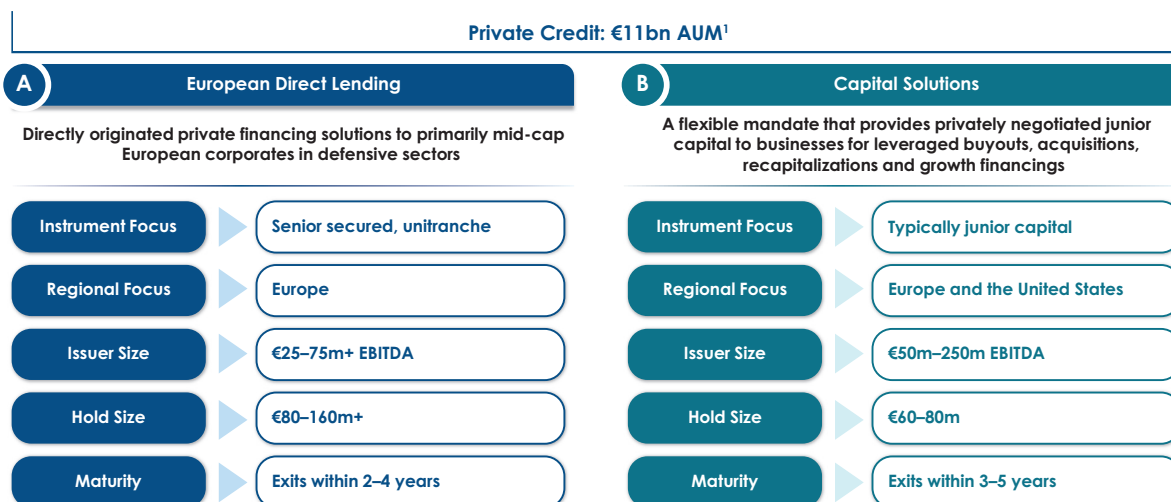 Private Credit: €11bn AUM¹
A
European Direct Lending
Directly originated private financing solutions to primarily mid-cap
European corporates in defensive sectors
Instrument Focus
Senior secured, unitranche
Regional Focus
Europe
Issuer Size
€25–75m+ EBITDA
Hold Size
€80–160m+
Maturity
Exits within 2–4 years
B
Capital Solutions
A flexible mandate that provides privately negotiated junior
capital to businesses for leveraged buyouts, acquisitions,
recapitalizations and growth financings
Instrument Focus
Typically junior capital
Regional Focus
Europe and the United States
Issuer Size
€50m–250m EBITDA
Hold Size
€60–80m
Maturity
Exits within 3–5 years